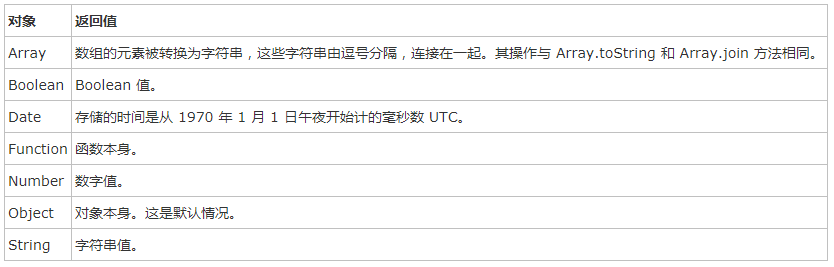 对象 返回值
Array 数组的元素被转换为字符串，这些字符串由逗号分隔，连接在一起。其操作与 Array.toString 和 Array.join 方法相同。
Boolean Boolean 值。
Date 存储的时间是从 1970 年 1 月 1 日午夜开始计的毫秒数 UTC。
Function 函数本身。
Number 数字值。
Object 对象本身。这是默认情况。
String 字符串值。